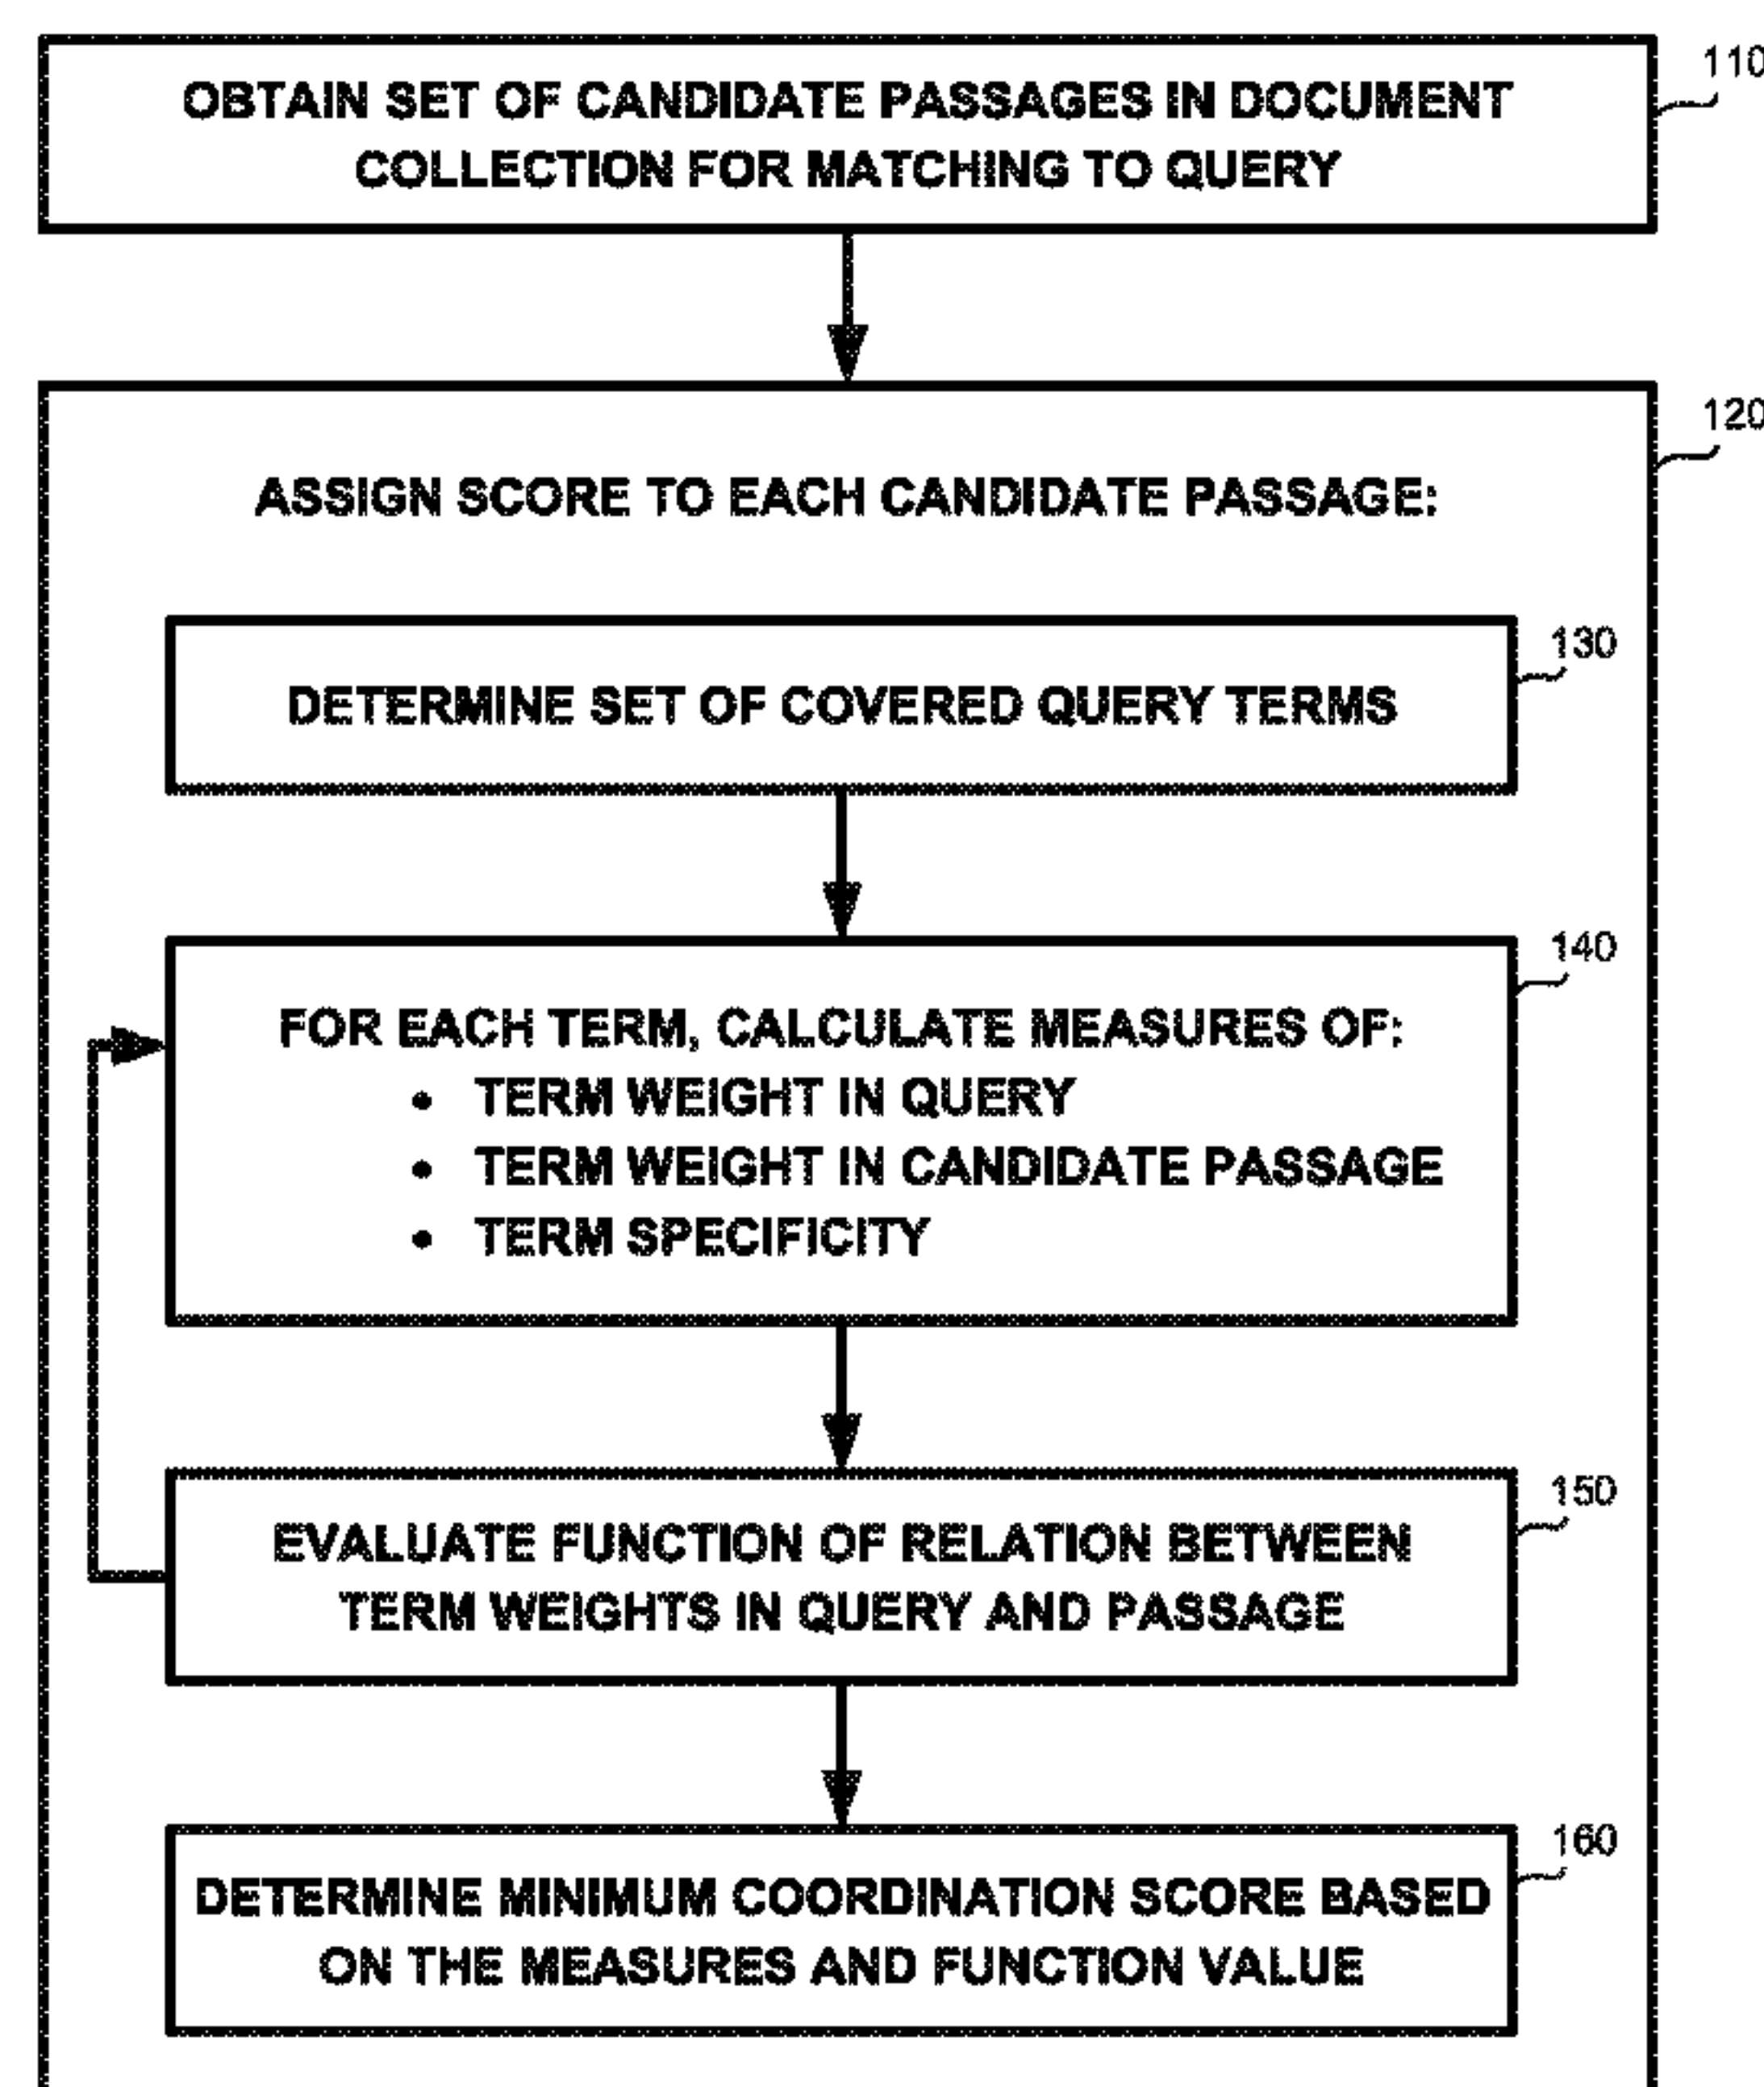 110
OBTAIN SET OF CANDIDATE PASSAGES IN DOCUMENT
COLLECTION FOR MATCHING TO QUERY
120
ASSIGN SCORE TO EACH CANDIDATE PASSAGE:
130
DETERMINE SET OF COVERED QUERY TERMS
140
FOR EACH TERM, CALCULATE MEASURES OF:
• TERM WEIGHT IN QUERY
• TERM WEIGHT IN CANDIDATE PASSAGE
• TERM SPECIFICITY
150
EVALUATE FUNCTION OF RELATION BETWEEN
TERM WEIGHTS IN QUERY AND PASSAGE
160
DETERMINE MINIMUM COORDINATION SCORE BASED
ON THE MEASURES AND FUNCTION VALUE